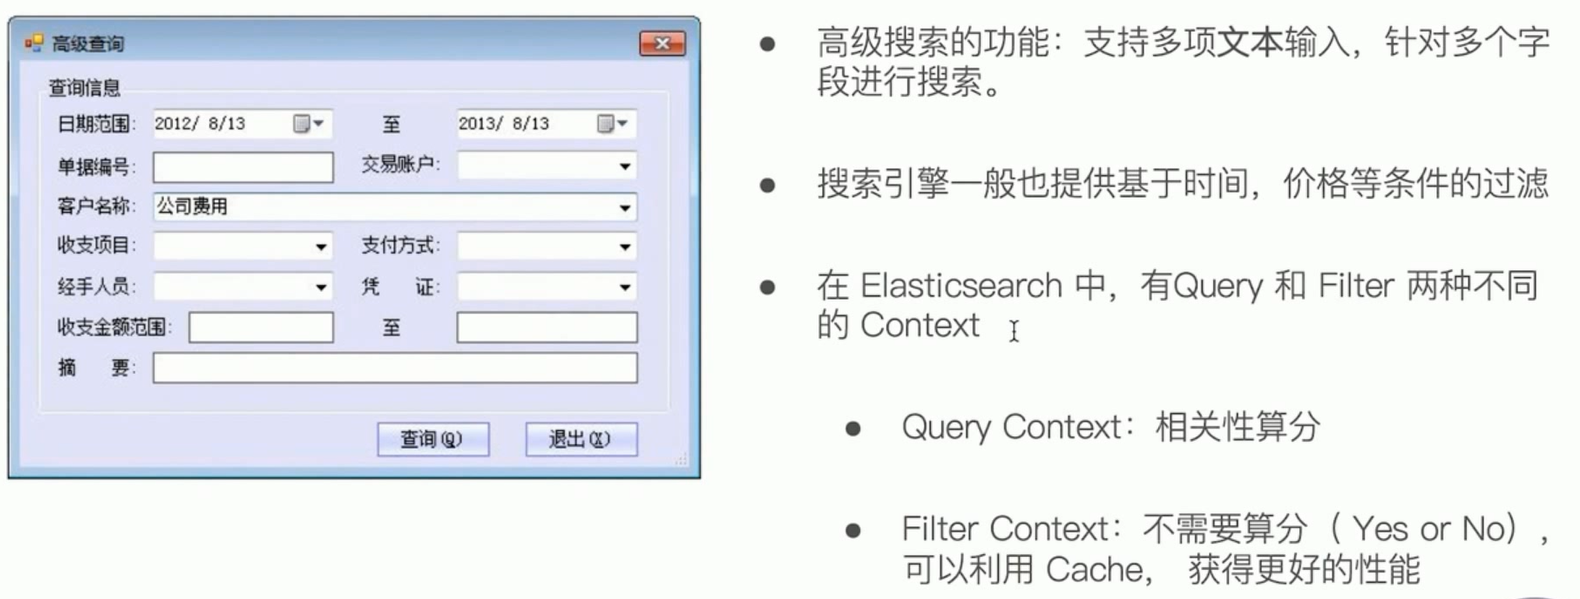 高级查询
查询信息
日期范围: 2012/ 8/13 至 2013/ 8/13
单据编号: 交易账户:
客户名称: 公司费用
收支项目: 支付方式:
经手人员: 凭 证:
收支金额范围: 至
摘 要:
查询(Q) 退出(X)
● 高级搜索的功能：支持多项文本输入，针对多个字
段进行搜索。
● 搜索引擎一般也提供基于时间，价格等条件的过滤
● 在 Elasticsearch 中，有Query 和 Filter 两种不同
的 Context
● Query Context：相关性算分
● Filter Context：不需要算分（ Yes or No），
可以利用 Cache， 获得更好的性能